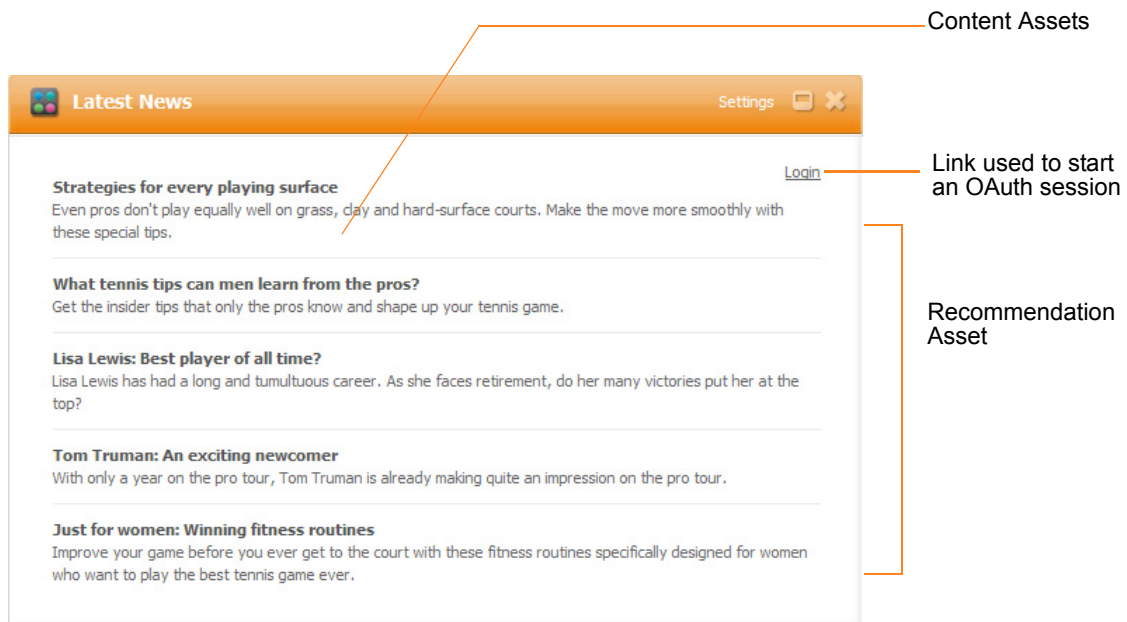 Content Assets
Latest News
Settings
Login
Link used to start
an OAuth session
Strategies for every playing surface
Even pros don't play equally well on grass, clay and hard-surface courts. Make the move more smoothly with
these special tips.
What tennis tips can men learn from the pros?
Get the insider tips that only the pros know and shape up your tennis game.
Recommendation
Asset
Lisa Lewis: Best player of all time?
Lisa Lewis has had a long and tumultuous career. As she faces retirement, do her many victories put her at the
top?
Tom Truman: An exciting newcomer
With only a year on the pro tour, Tom Truman is already making quite an impression on the pro tour.
Just for women: Winning fitness routines
Improve your game before you ever get to the court with these fitness routines specifically designed for women
who want to play the best tennis game ever.